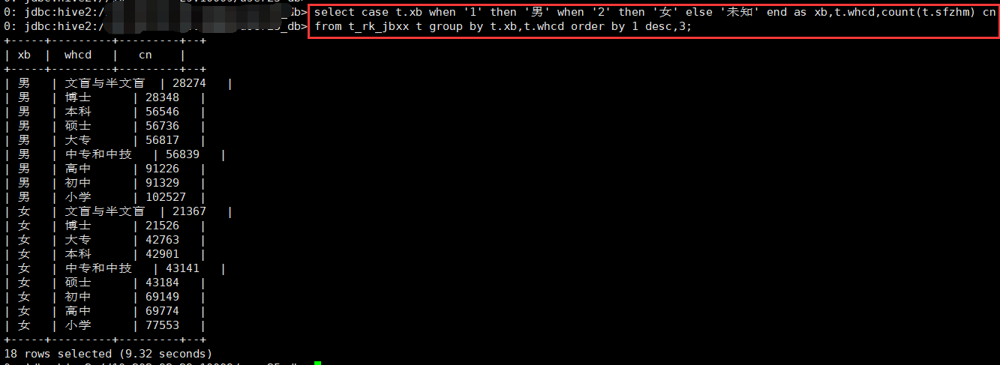 0: jdbc:hive2:/
0: jdbc:hive2:// _db> select case t.xb when '1' then '男' when '2' then '女' else '未知' end as xb,t.whcd,count(t.sfzhm) cn
0: jdbc:hive2:/ _db> from t_rk_jbxx t group by t.xb,t.whcd order by 1 desc,3;
+-----+---------+---------+--+
| xb | whcd | cn |
+-----+---------+---------+--+
| 男 | 文盲与半文盲 | 28274 |
| 男 | 博士 | 28348 |
| 男 | 本科 | 56546 |
| 男 | 硕士 | 56736 |
| 男 | 大专 | 56817 |
| 男 | 中专和中技 | 56839 |
| 男 | 高中 | 91226 |
| 男 | 初中 | 91329 |
| 男 | 小学 | 102527 |
| 女 | 文盲与半文盲 | 21367 |
| 女 | 博士 | 21526 |
| 女 | 大专 | 42763 |
| 女 | 本科 | 42901 |
| 女 | 中专和中技 | 43141 |
| 女 | 硕士 | 43184 |
| 女 | 初中 | 69149 |
| 女 | 高中 | 69774 |
| 女 | 小学 | 77553 |
+-----+---------+---------+--+
18 rows selected (9.32 seconds)